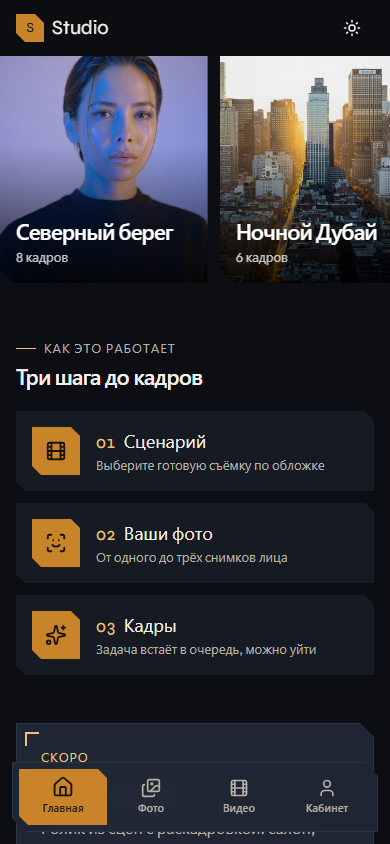 S Studio
Северный берег
8 кадров
Ночной Дубай
6 кадров
КАК ЭТО РАБОТАЕТ
Три шага до кадров
01 Сценарий
Выберите готовую съёмку по обложке
02 Ваши фото
От одного до трёх снимков лица
03 Кадры
Задача встаёт в очередь, можно уйти
СКОРО
Главная
Фото
Видео
Кабинет